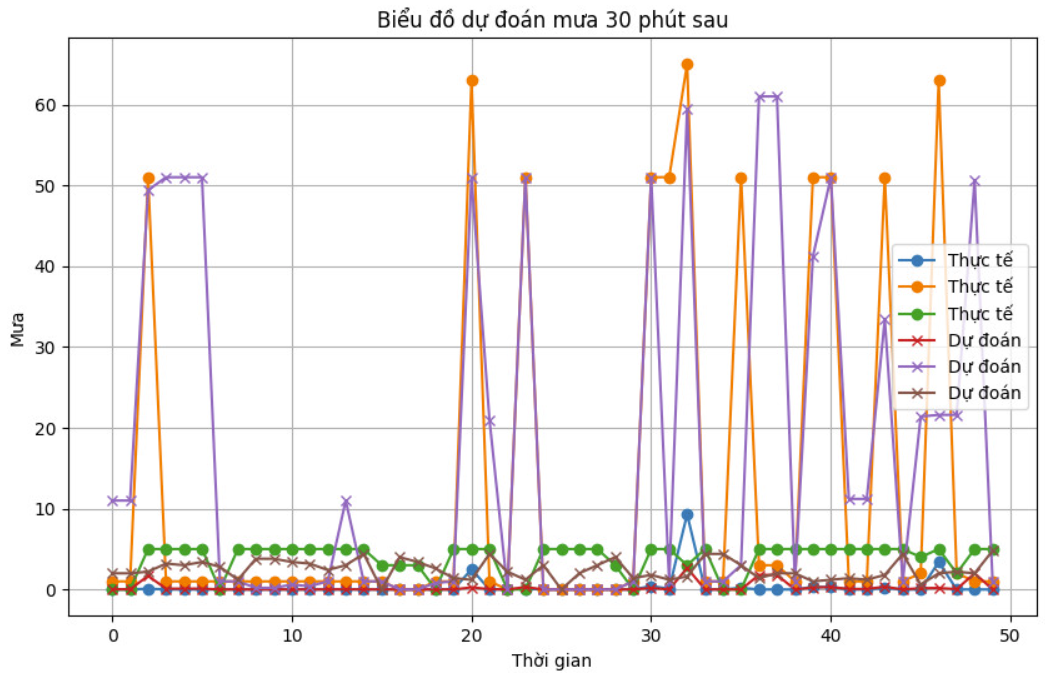 Biểu đồ dự đoán mưa 30 phút sau
Mưa
60
50
40
30
20
10
0
Thực tế
Thực tế
Thực tế
Dự đoán
Dự đoán
Dự đoán
0 10 20 30 40 50
Thời gian